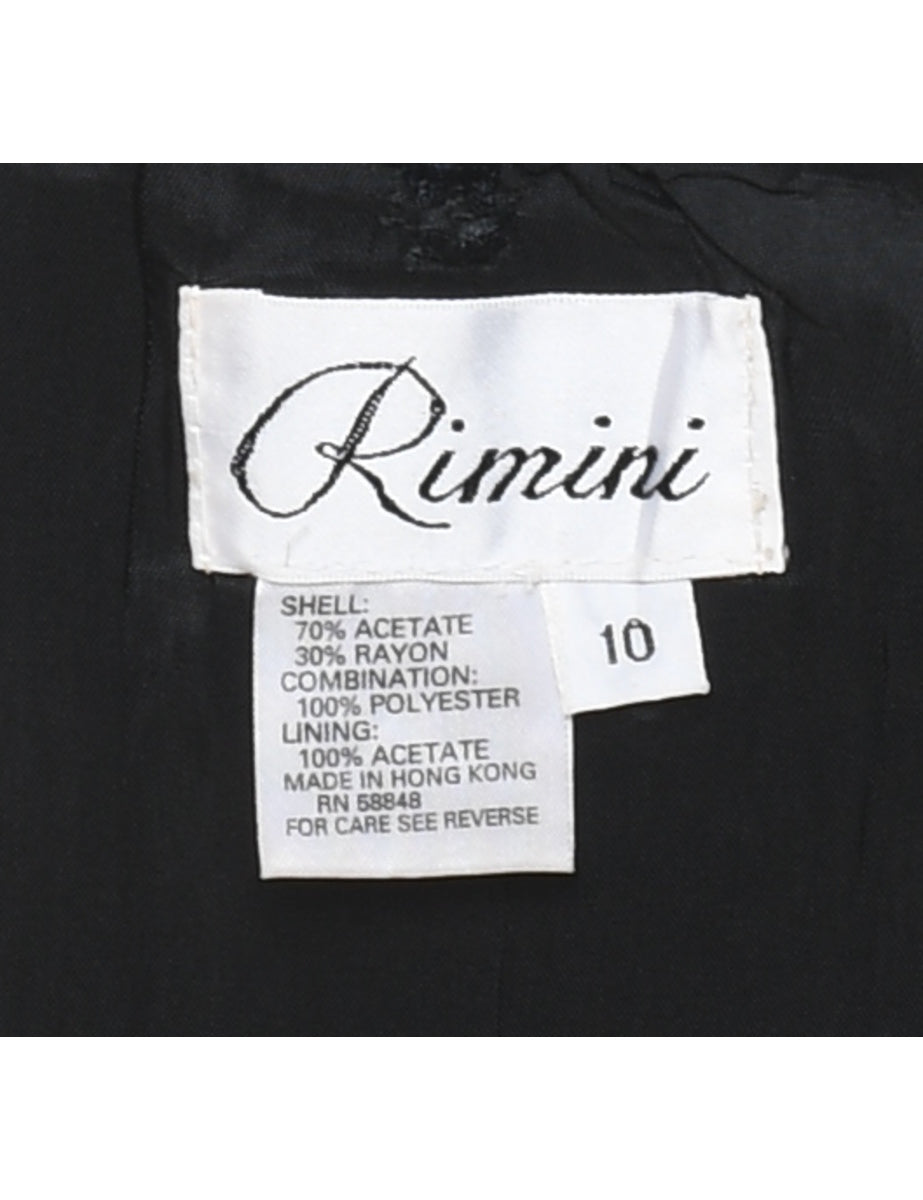 Rimini
10
SHELL:
70% ACETATE
30% RAYON
COMBINATION:
100% POLYESTER
LINING:
100% ACETATE
MADE IN HONG KONG
RN 58848
FOR CARE SEE REVERSE